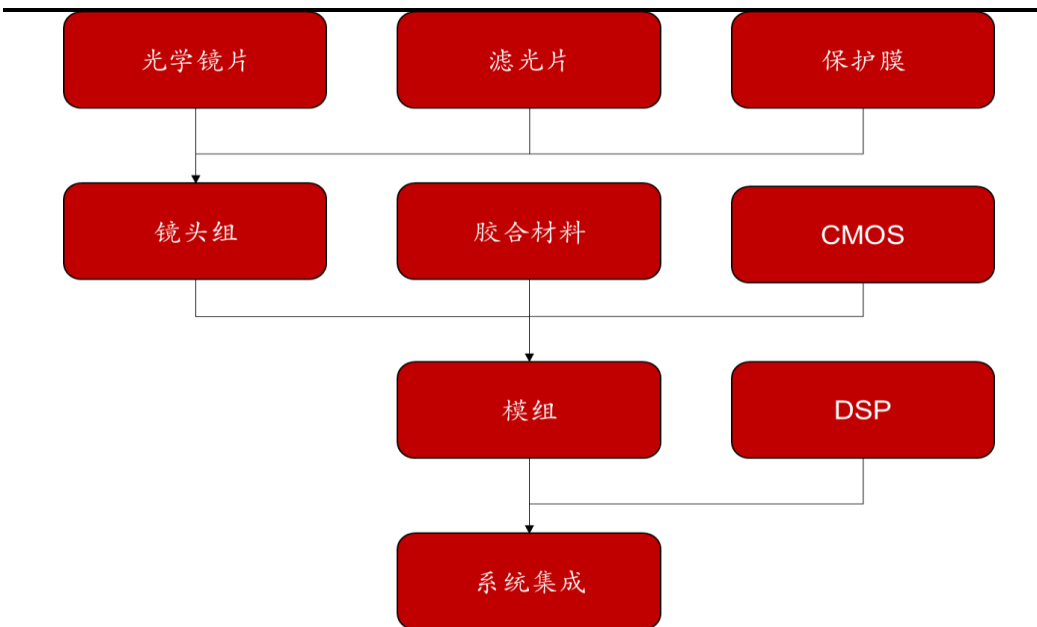 光学镜片
滤光片
保护膜
镜头组
胶合材料
CMOS
模组
DSP
系统集成